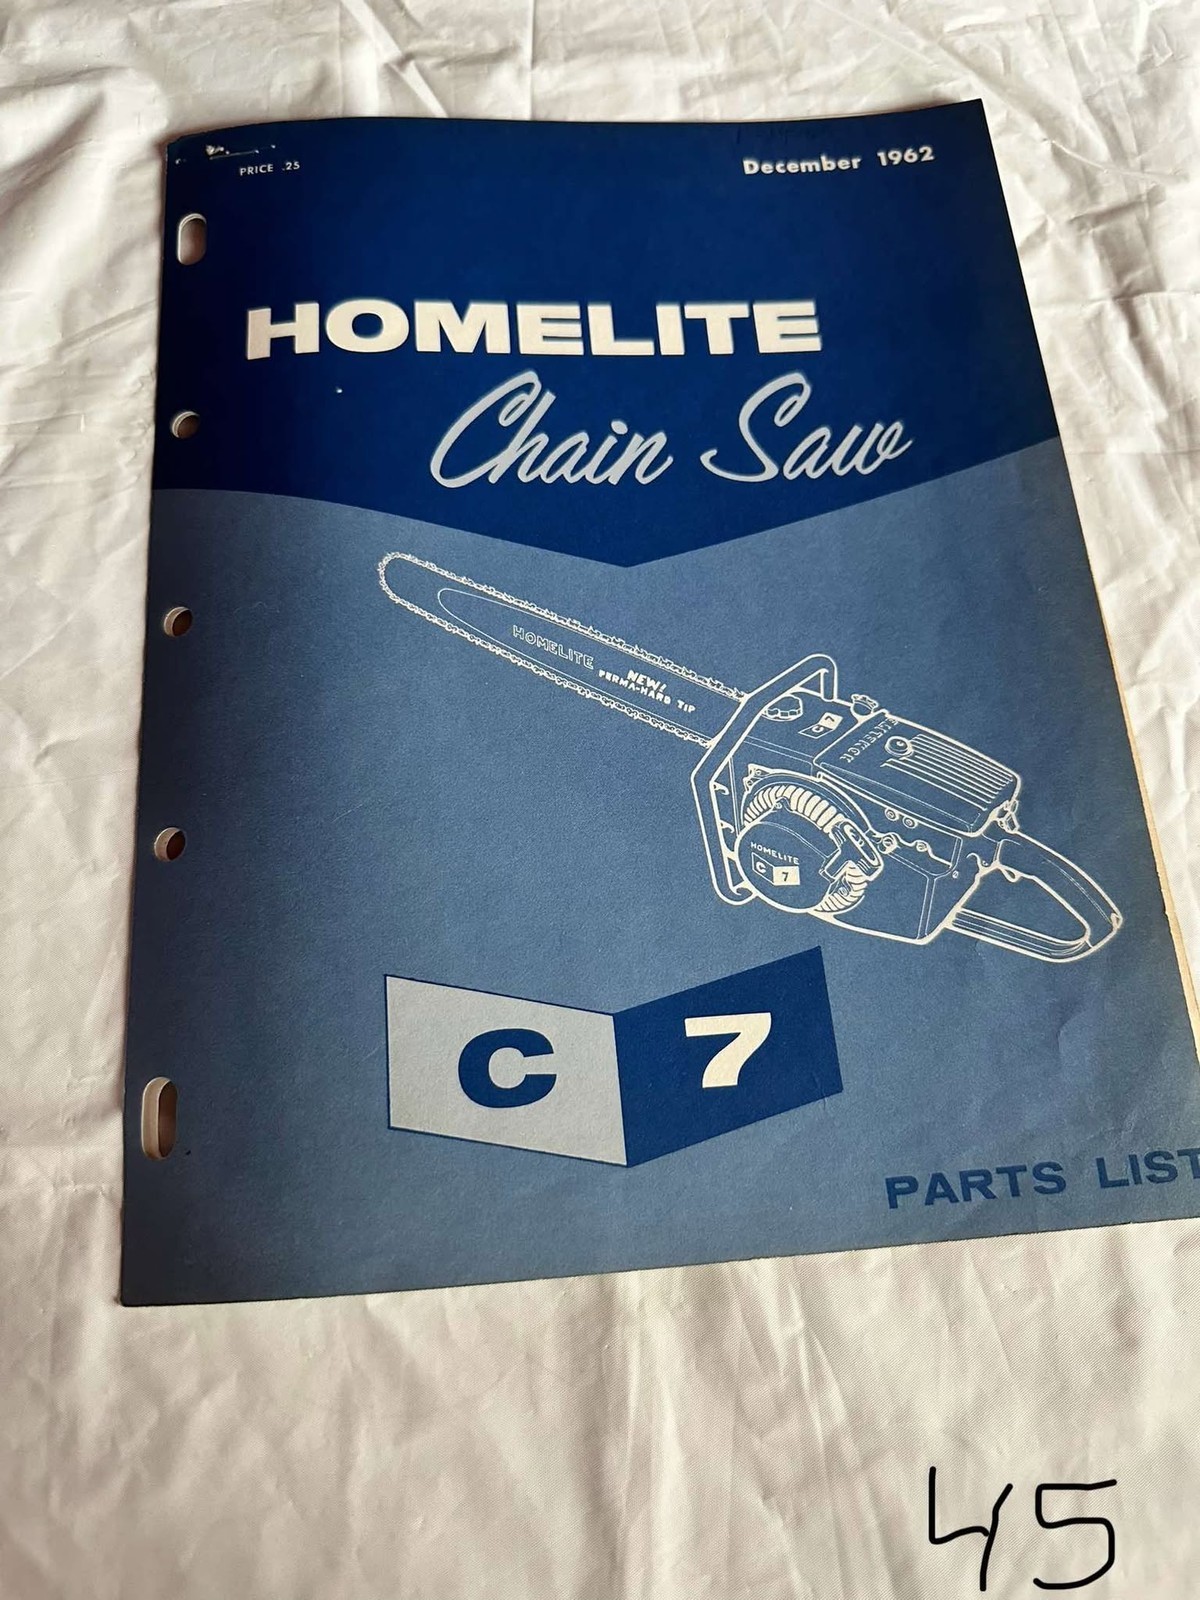 PRICE .25
December 1962
HOMELITE
Chain Saw
HOMELITE
NEW!
PERMA-HARD TIP
C 7
HOMELITE
HOMELITE
C 7
C 7
PARTS LIST
45